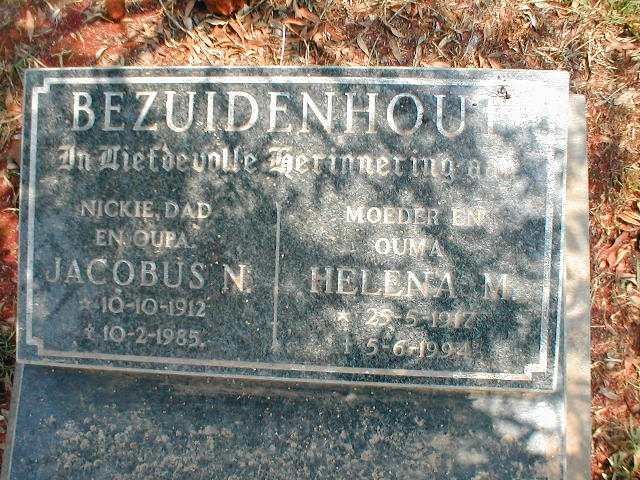 BEZUIDENHOUT
In Liefdevolle Herinnering aan
NICKIE, DAD
EN OUPA
JACOBUS N.
* 10-10-1912
† 10-2-1985.
MOEDER EN
OUMA
HELENA M.
* 25-5-1917
† 5-6-1994